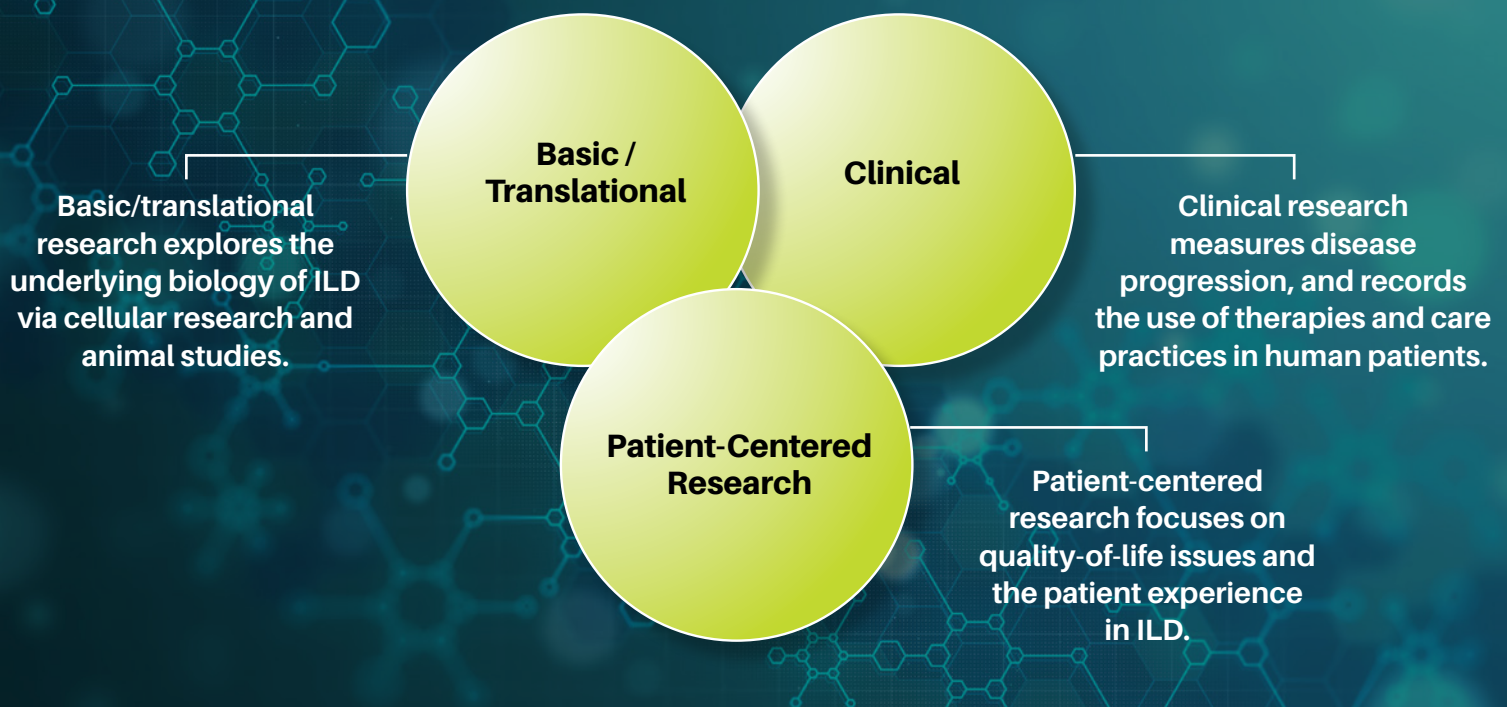 Basic /
Translational
Clinical
Basic/translational
research explores the
underlying biology of ILD
via cellular research and
animal studies.
Clinical research
measures disease
progression, and records
the use of therapies and care
practices in human patients.
Patient-Centered
Research
Patient-centered
research focuses on
quality-of-life issues and
the patient experience
in ILD.